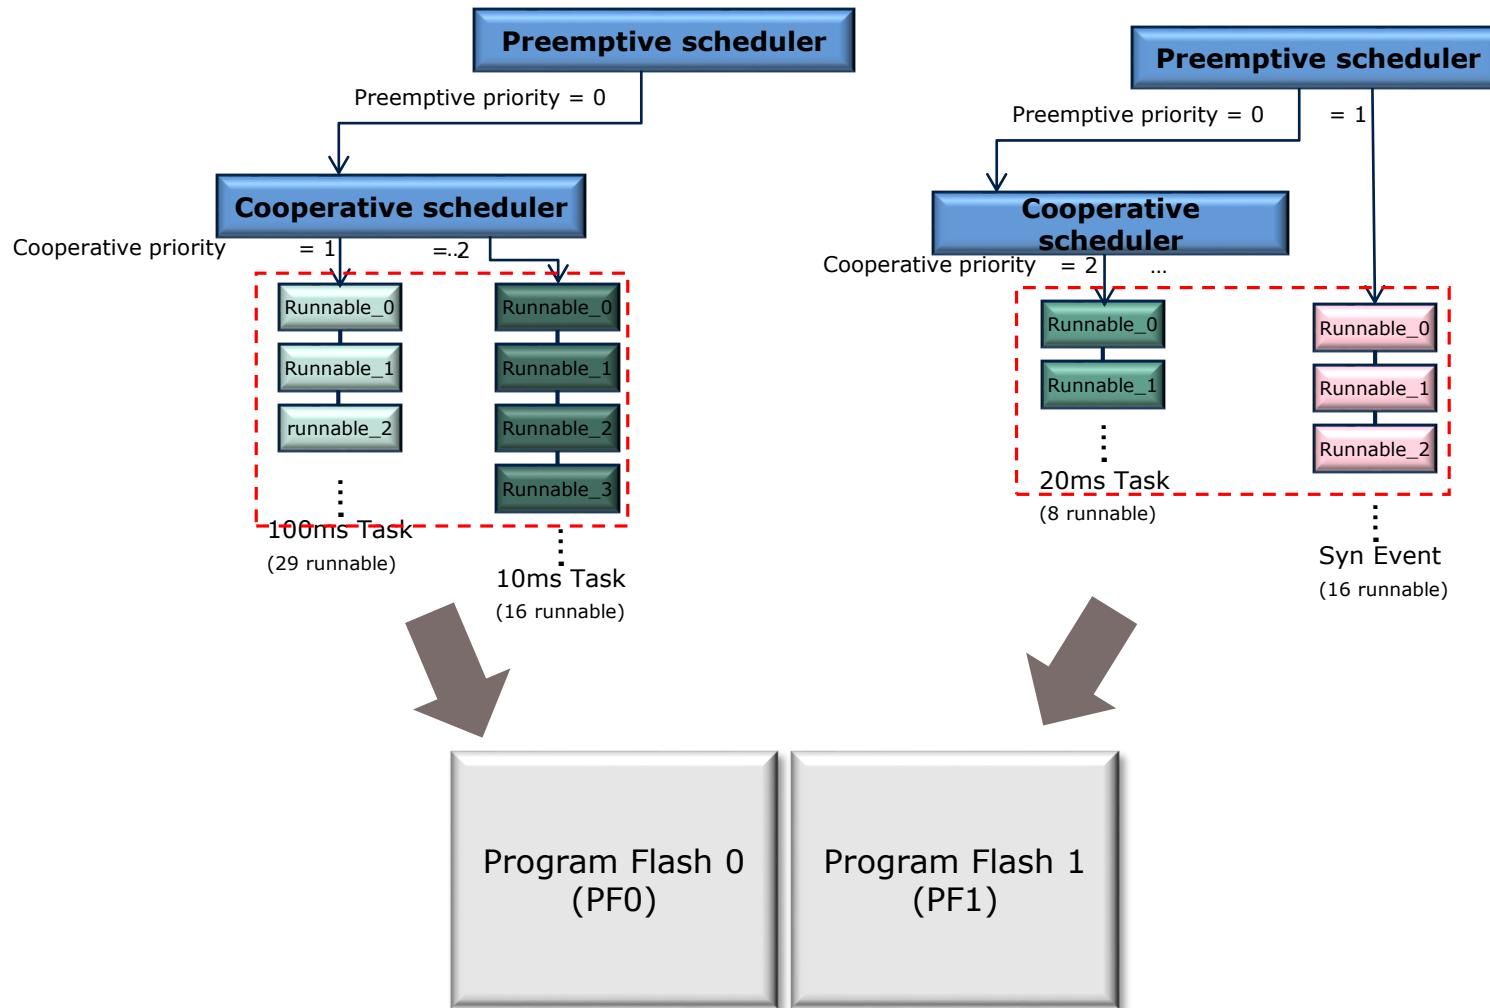 Preemptive scheduler
Preemptive priority = 0
Cooperative scheduler
Cooperative priority = 1 =..2
Runnable_0
Runnable_1
runnable_2
100ms Task
(29 runnable)
Runnable_0
Runnable_1
Runnable_2
Runnable_3
10ms Task
(16 runnable)
Preemptive scheduler
Preemptive priority = 0 = 1
Cooperative
scheduler
Cooperative priority = 2 ...
Runnable_0
Runnable_1
20ms Task
(8 runnable)
Runnable_0
Runnable_1
Runnable_2
Syn Event
(16 runnable)
Program Flash 0
(PF0)
Program Flash 1
(PF1)